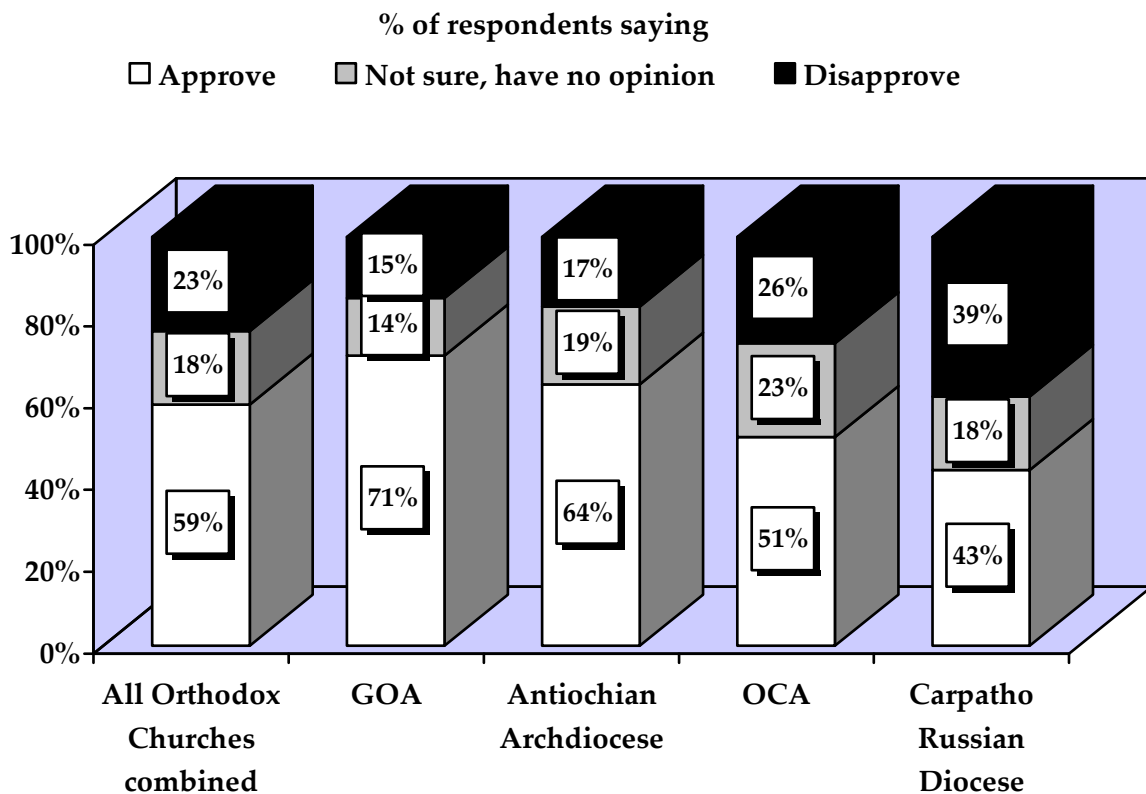 % of respondents saying
Approve Not sure, have no opinion Disapprove
100%
80%
60%
40%
20%
0%
23% 15% 17% 26% 39%
18% 14% 19% 23% 18%
59% 71% 64% 51% 43%
All Orthodox
Churches
combined
GOA
Antiochian
Archdiocese
OCA
Carpatho
Russian
Diocese